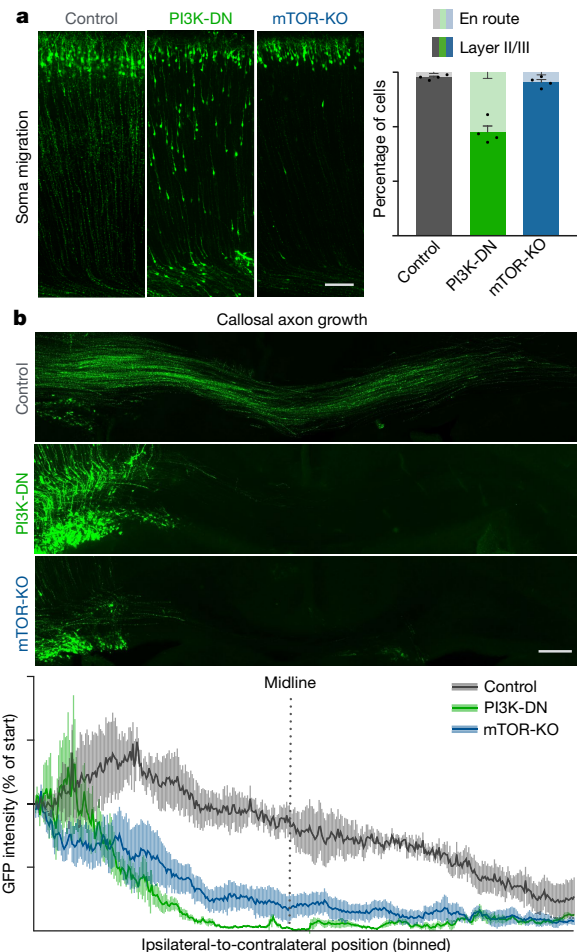 a
Control
PI3K-DN
mTOR-KO
Soma migration
En route
Layer II/III
Percentage of cells
Control
PI3K-DN
mTOR-KO
b
Callosal axon growth
Control
PI3K-DN
mTOR-KO
Midline
Control
PI3K-DN
mTOR-KO
GFP intensity (% of start)
Ipsilateral-to-contralateral position (binned)